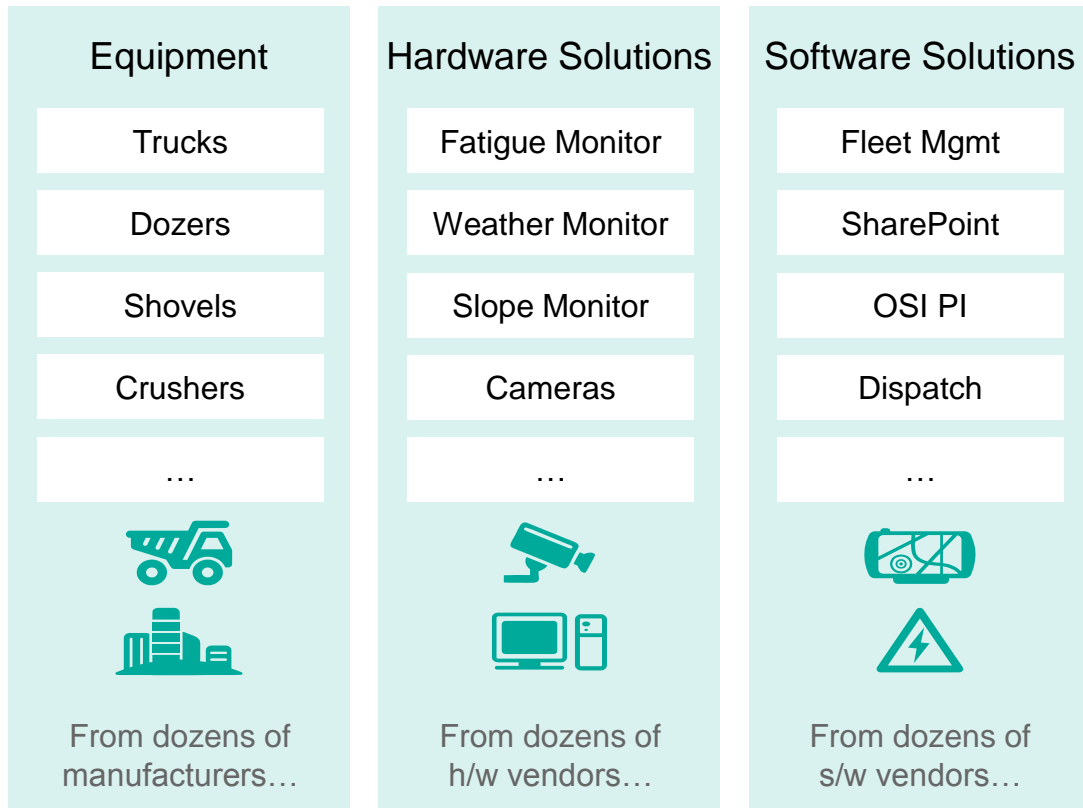 Equipment
Trucks
Dozers
Shovels
Crushers
…
From dozens of
manufacturers…
Hardware Solutions
Fatigue Monitor
Weather Monitor
Slope Monitor
Cameras
…
From dozens of
h/w vendors…
Software Solutions
Fleet Mgmt
SharePoint
OSI PI
Dispatch
…
From dozens of
s/w vendors…